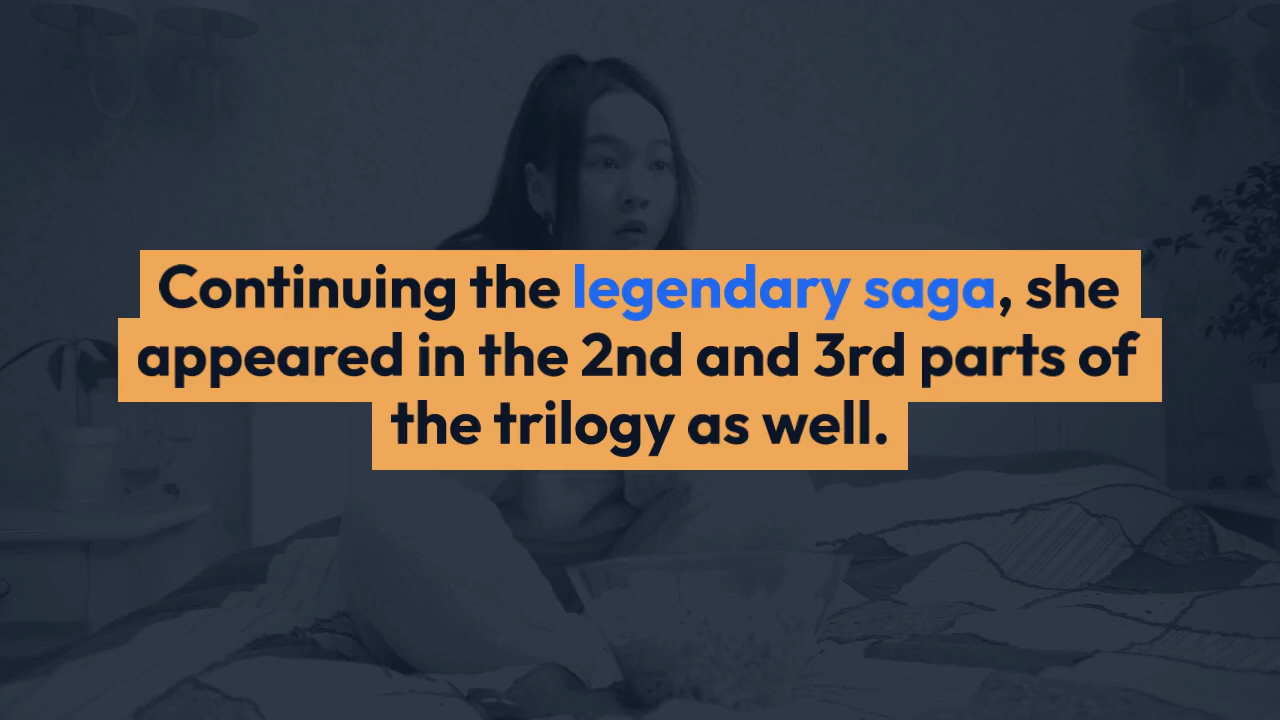 Continuing the legendary saga, she
appeared in the 2nd and 3rd parts of
the trilogy as well.